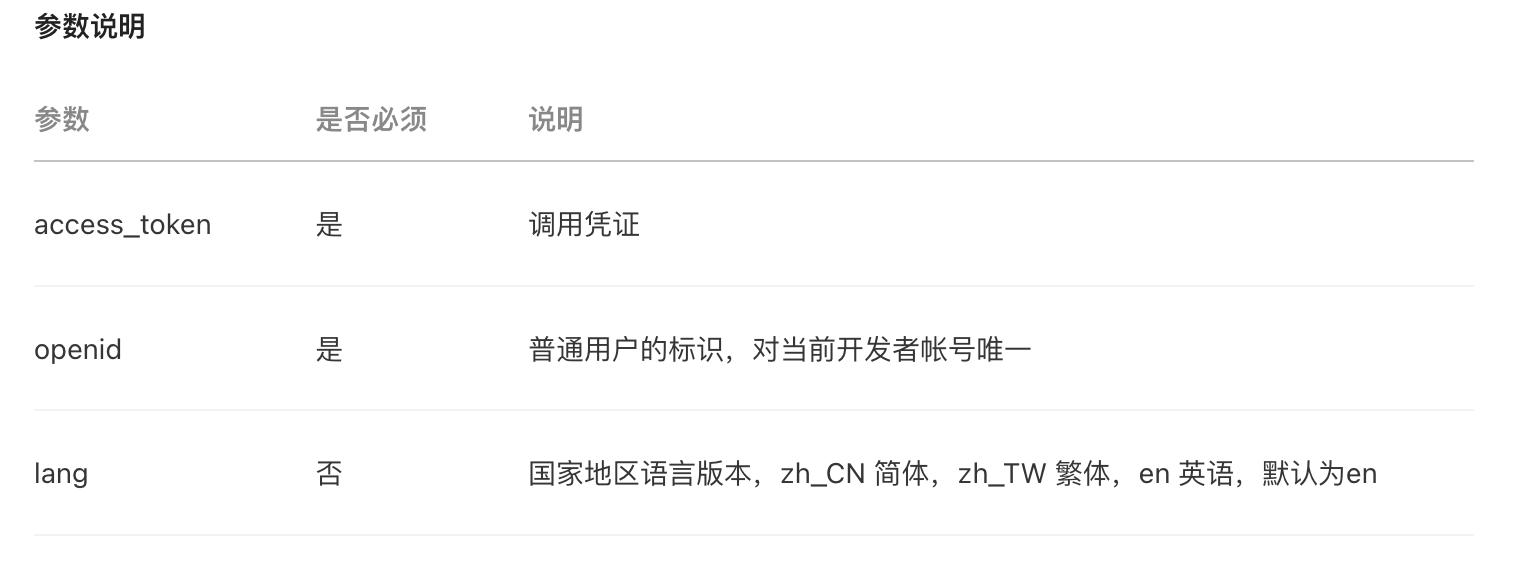 参数说明
参数 是否必须 说明
access_token 是 调用凭证
openid 是 普通用户的标识，对当前开发者帐号唯一
lang 否 国家地区语言版本，zh_CN 简体，zh_TW 繁体，en 英语，默认为en